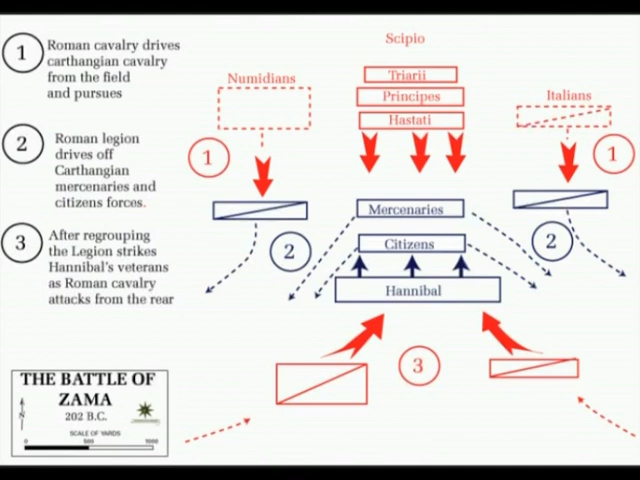 1
Roman cavalry drives
carthangian cavalry
from the field
and pursues
2
Roman legion
drives off
Carthangian
mercenaries and
citizens forces.
3
After regrouping
the Legion strikes
Hannibal's veterans
as Roman cavalry
attacks from the rear
Scipio
Numidians
Triarii
Principes
Hastati
Italians
1
1
Mercenaries
Citizens
2
2
Hannibal
3
THE BATTLE OF
ZAMA
202 B.C.
N
SCALE OF YARDS
0 500 1000